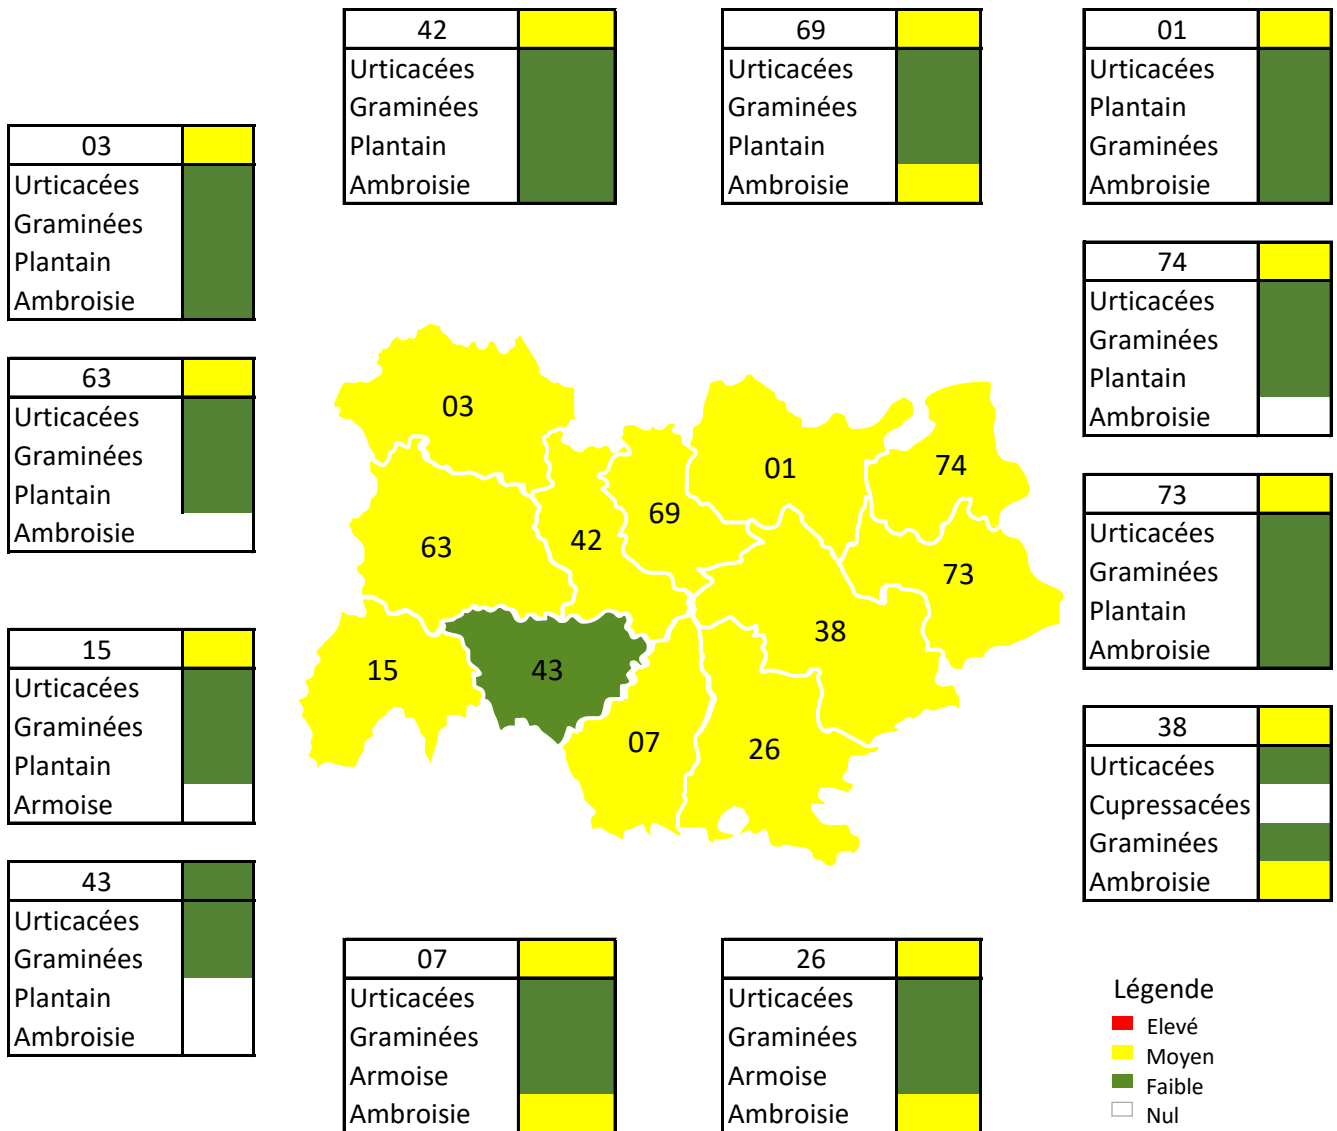 42
Urticacées
Graminées
Plantain
Ambroisie
69
Urticacées
Graminées
Plantain
Ambroisie
01
Urticacées
Plantain
Graminées
Ambroisie
03
Urticacées
Graminées
Plantain
Ambroisie
74
Urticacées
Graminées
Plantain
Ambroisie
63
Urticacées
Graminées
Plantain
Ambroisie
03
01
74
69
42
63
73
38
15
43
07
26
73
Urticacées
Graminées
Plantain
Ambroisie
15
Urticacées
Graminées
Plantain
Armoise
38
Urticacées
Cupressacées
Graminées
Ambroisie
43
Urticacées
Graminées
Plantain
Ambroisie
07
Urticacées
Graminées
Armoise
Ambroisie
26
Urticacées
Graminées
Armoise
Ambroisie
Légende
Elevé
Moyen
Faible
Nul